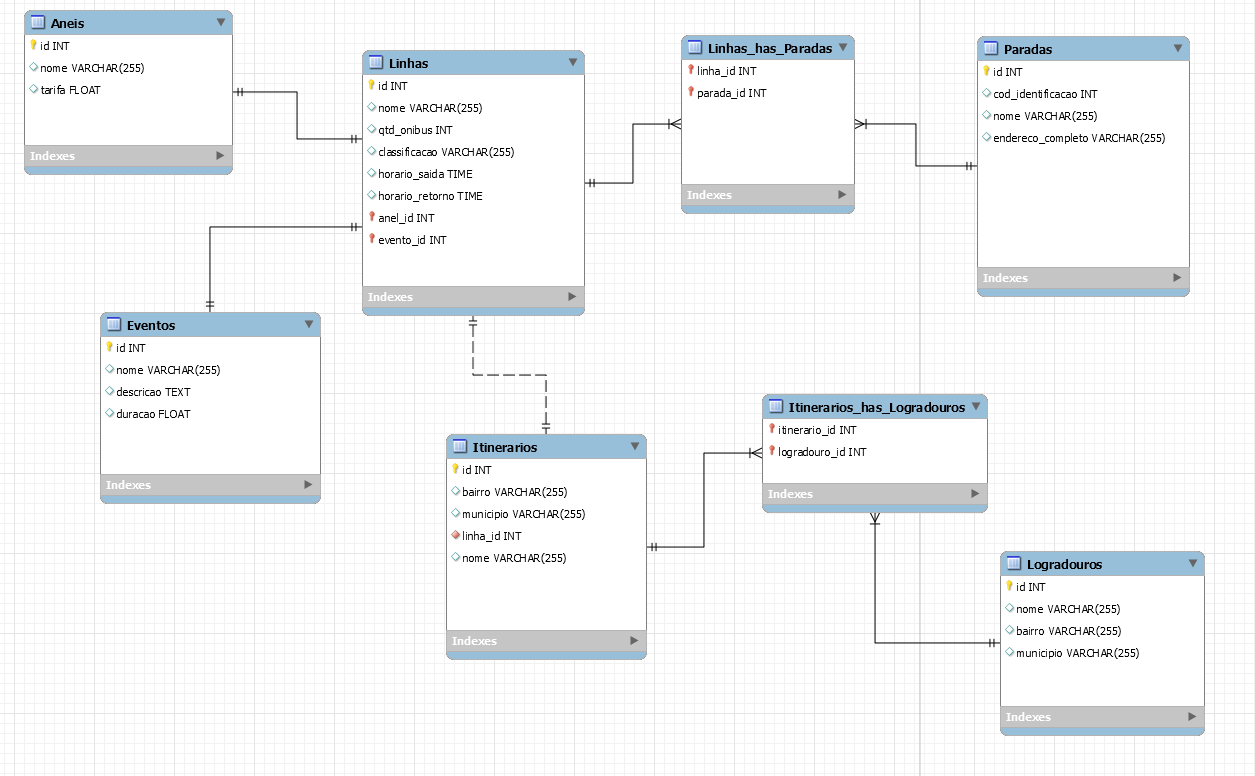 Aneis
id INT
nome VARCHAR(255)
tarifa FLOAT
Indexes
Linhas
id INT
nome VARCHAR(255)
qtd_onibus INT
classificacao VARCHAR(255)
horario_saida TIME
horario_retorno TIME
anel_id INT
evento_id INT
Indexes
Linhas_has_Paradas
linha_id INT
parada_id INT
Indexes
Paradas
id INT
cod_identificacao INT
nome VARCHAR(255)
endereco_completo VARCHAR(255)
Indexes
Eventos
id INT
nome VARCHAR(255)
descricao TEXT
duracao FLOAT
Indexes
Itinerarios
id INT
bairro VARCHAR(255)
municipio VARCHAR(255)
linha_id INT
nome VARCHAR(255)
Indexes
Itinerarios_has_Logradouros
itinerario_id INT
logradouro_id INT
Indexes
Logradouros
id INT
nome VARCHAR(255)
bairro VARCHAR(255)
municipio VARCHAR(255)
Indexes